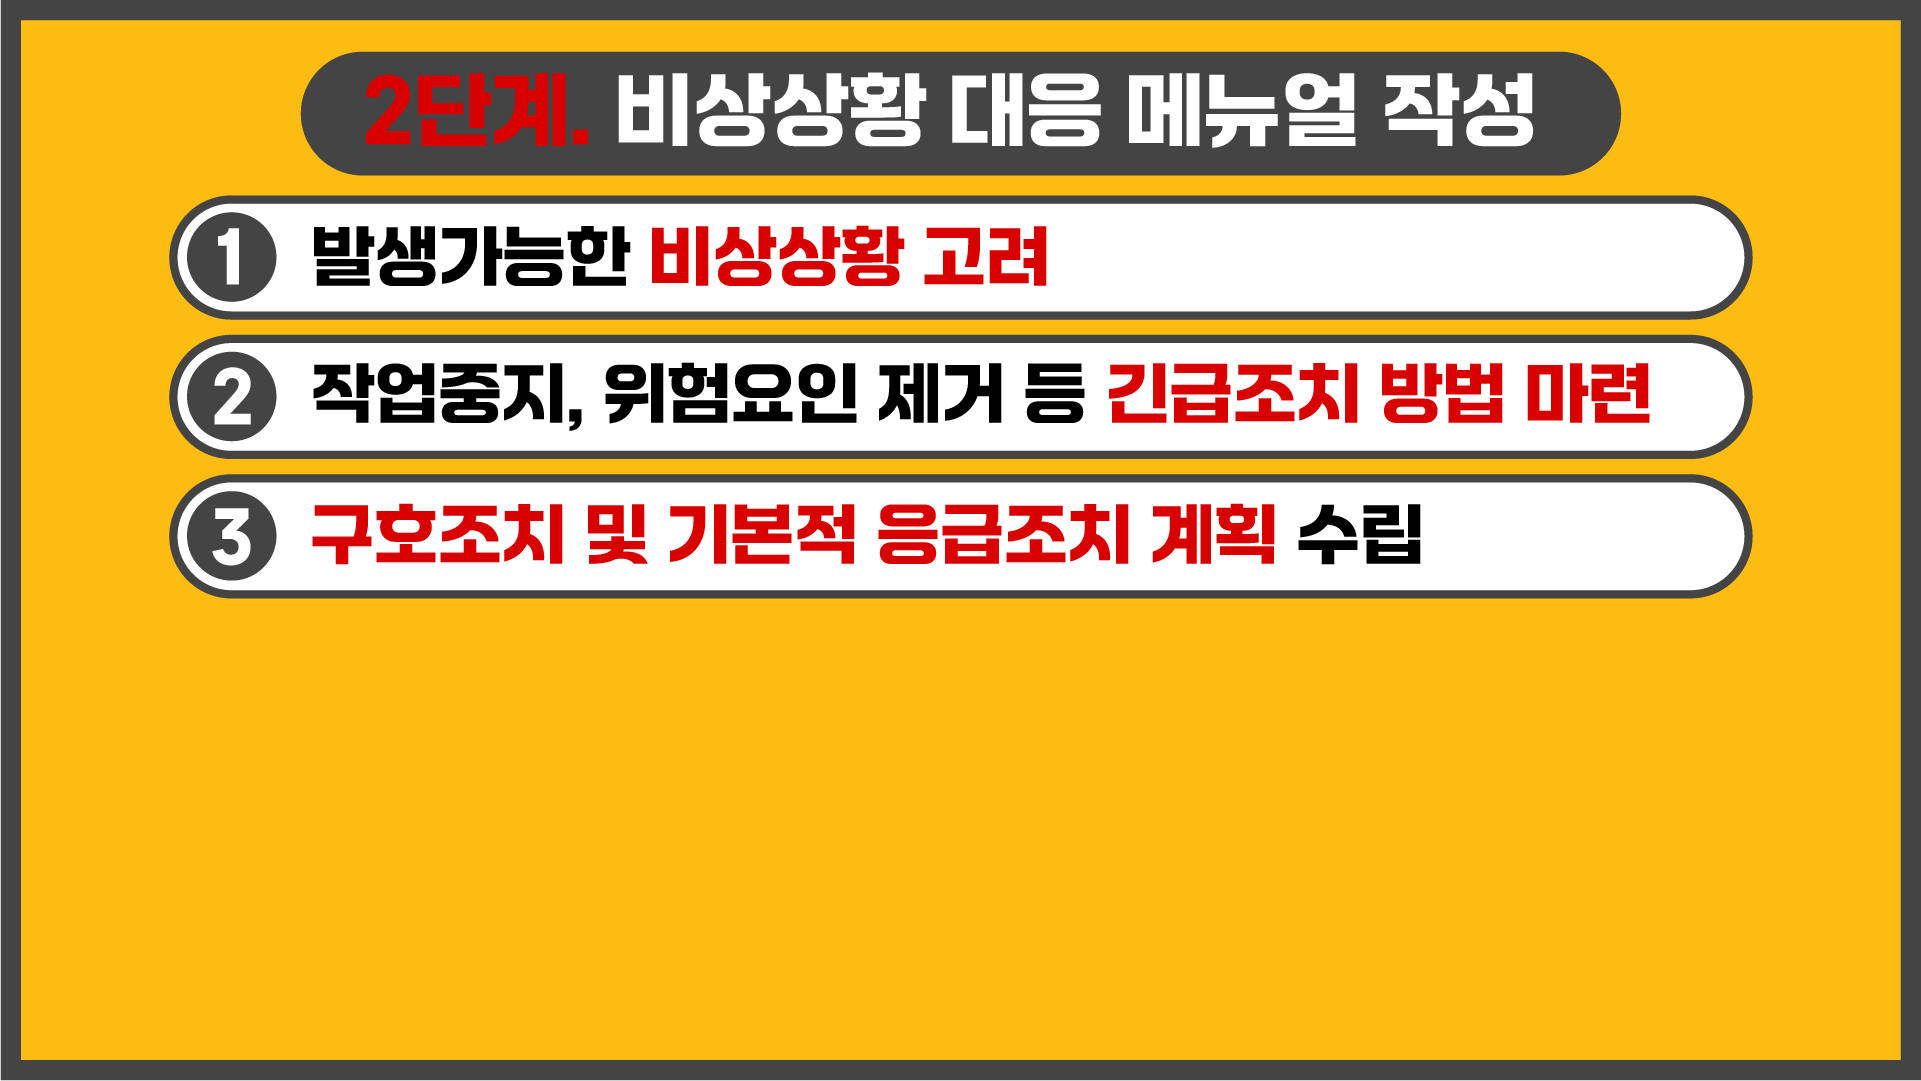 2단계. 비상상황 대응 메뉴얼 작성
1 발생가능한 비상상황 고려
2 작업중지, 위험요인 제거 등 긴급조치 방법 마련
3 구호조치 및 기본적 응급조치 계획 수립